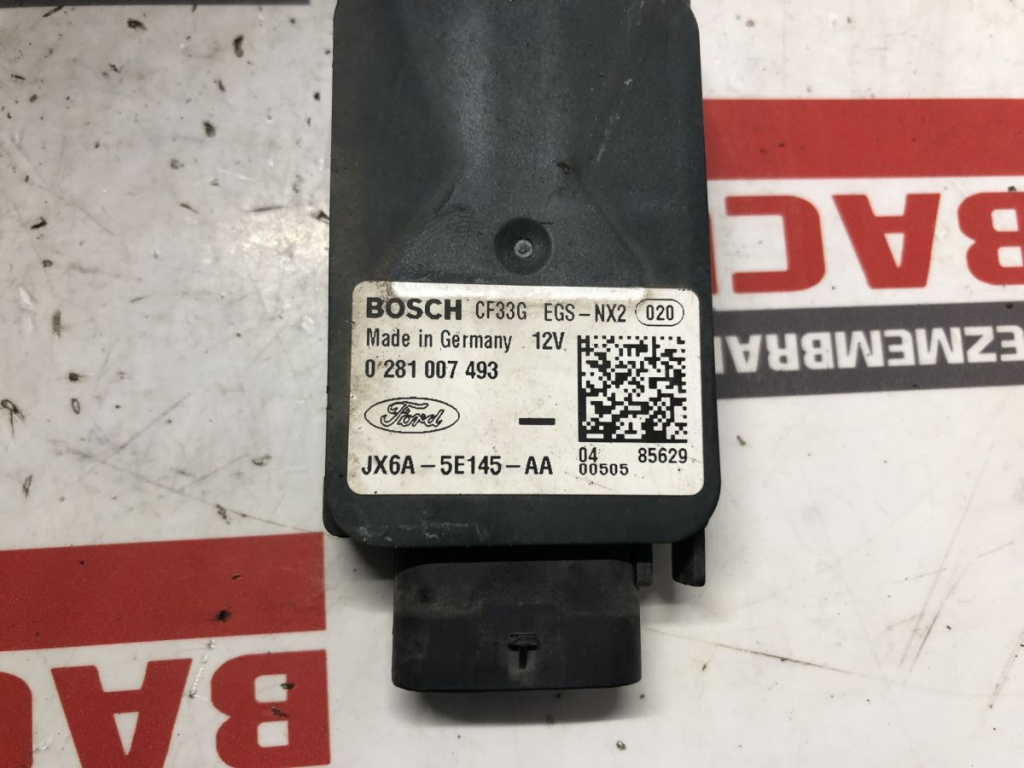 BOSCH CF33G EGS-NX2 020
Made in Germany 12V
0 281 007 493
Ford
JX6A-5E145-AA
04 85629
00505
BACI
EZMEMBRA
BAC